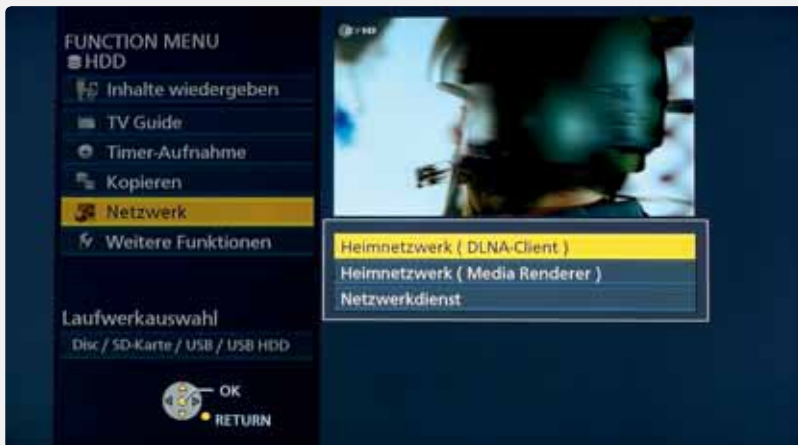 FUNCTION MENU
HDD
Inhalte wiedergeben
TV Guide
Timer-Aufnahme
Kopieren
Netzwerk
Weitere Funktionen
Laufwerkauswahl
Disc / SD-Karte / USB / USB HDD
OK
RETURN
HD
Heimnetzwerk ( DLNA-Client )
Heimnetzwerk ( Media Renderer )
Netzwerkdienst